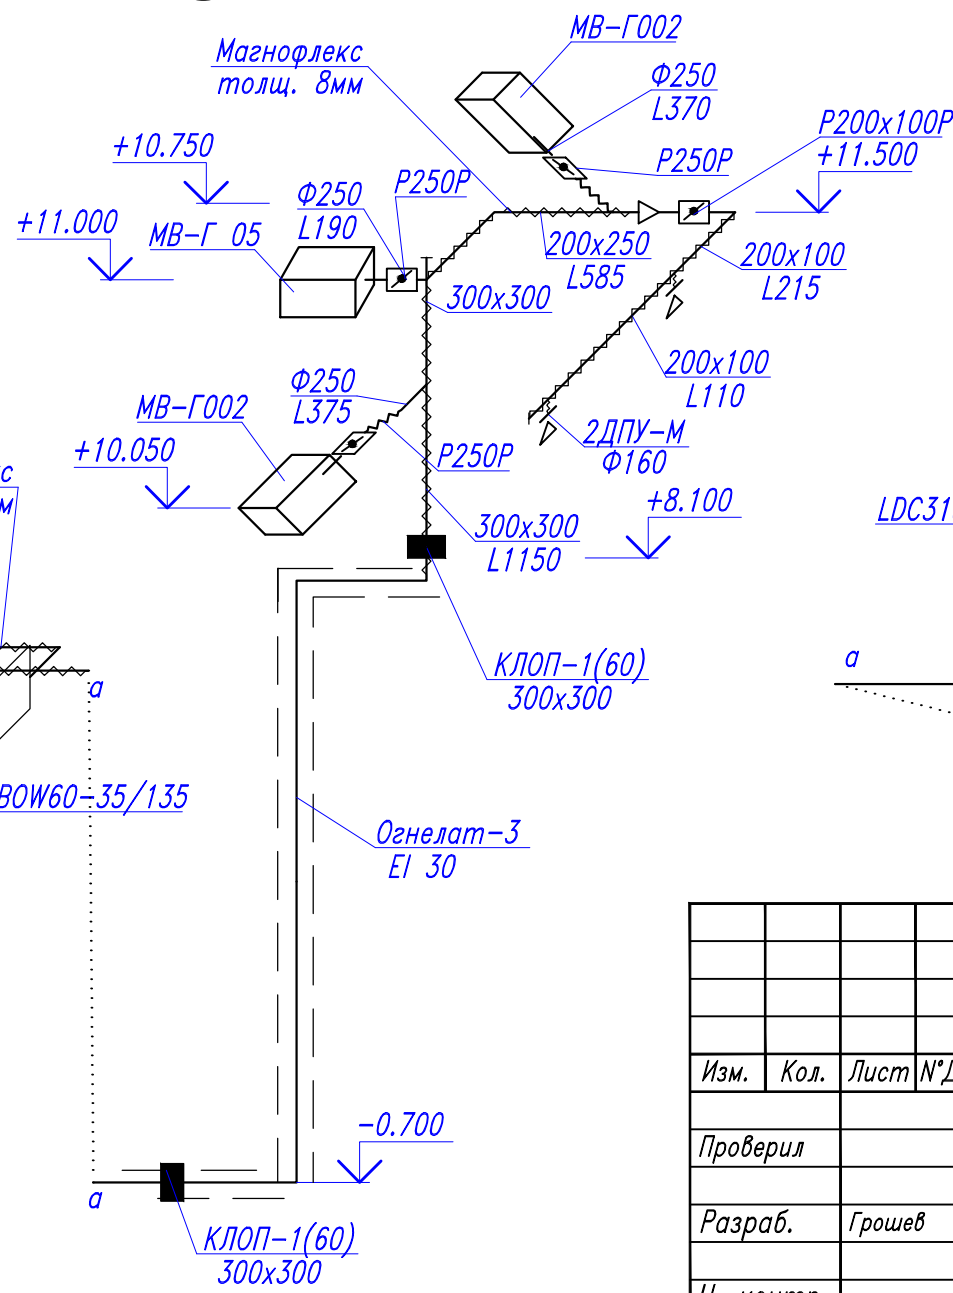 МВ-Г002
Магнофлекс
толщ. 8мм
Ф250
L370
Р200х100Р
+10.750
Р250Р
+11.500
Ф250
L190
Р250Р
+11.000
МВ-Г 05
200х250
L585
200х100
L215
300х300
200х100
L110
Ф250
L375
МВ-Г002
2ДПУ-М
Ф160
+10.050
Р250Р
с
м
+8.100
LDC31
300х300
L1150
КЛОП-1(60)
300х300
а
а
BOW60-35/135
Огнелат-3
EI 30
Изм. Кол. Лист №Д
-0.700
Проверил
а
Разраб. Грошев
КЛОП-1(60)
300х300